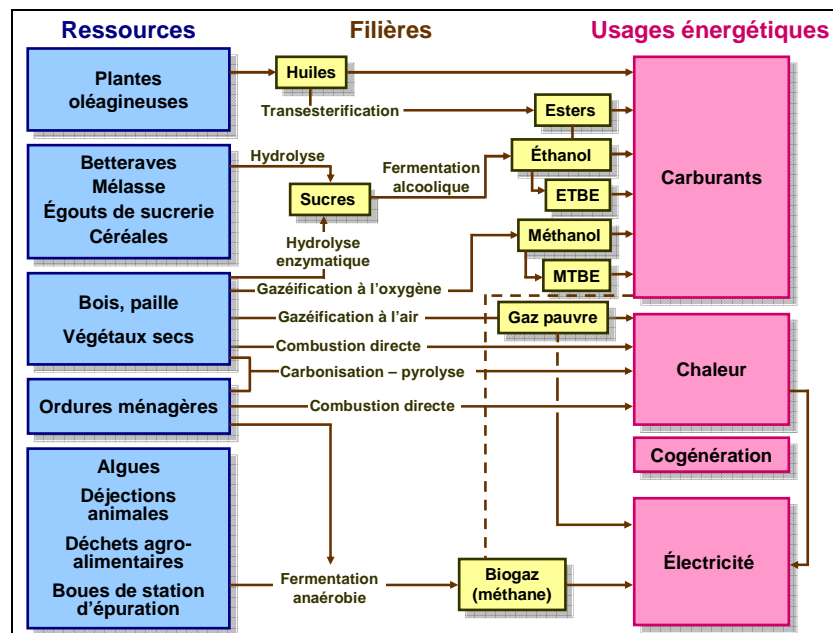 Ressources
Filières
Usages énergétiques
Plantes
oléagineuses
Huiles
Transesterification
Esters
Betteraves
Mélasse
Égouts de sucrerie
Céréales
Hydrolyse
Sucres
Fermentation
alcoolique
Éthanol
ETBE
Carburants
Hydrolyse
enzymatique
Méthanol
MTBE
Bois, paille
Végétaux secs
Gazéification à l’oxygène
Gazéification à l’air
Gaz pauvre
Combustion directe
Carbonisation – pyrolyse
Chaleur
Ordures ménagères
Combustion directe
Cogénération
Algues
Déjections
animales
Déchets agro-
alimentaires
Boues de station
d’épuration
Fermentation
anaérobie
Biogaz
(méthane)
Électricité